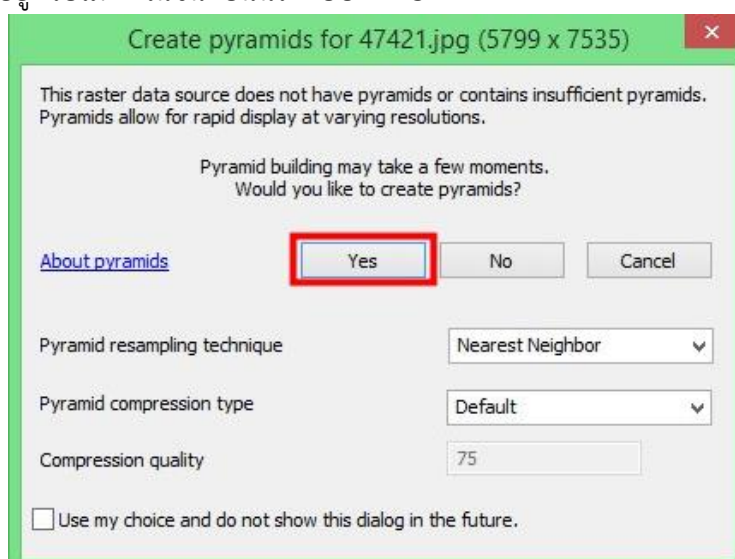 Create pyramids for 47421.jpg (5799 x 7535)
×
This raster data source does not have pyramids or contains insufficient pyramids.
Pyramids allow for rapid display at varying resolutions.
Pyramid building may take a few moments.
Would you like to create pyramids?
About pyramids Yes No Cancel
Pyramid resampling technique Nearest Neighbor
Pyramid compression type Default
Compression quality 75
Use my choice and do not show this dialog in the future.